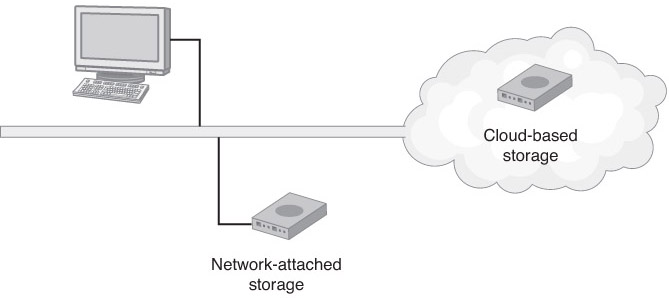 Cloud-based
storage
Network-attached
storage